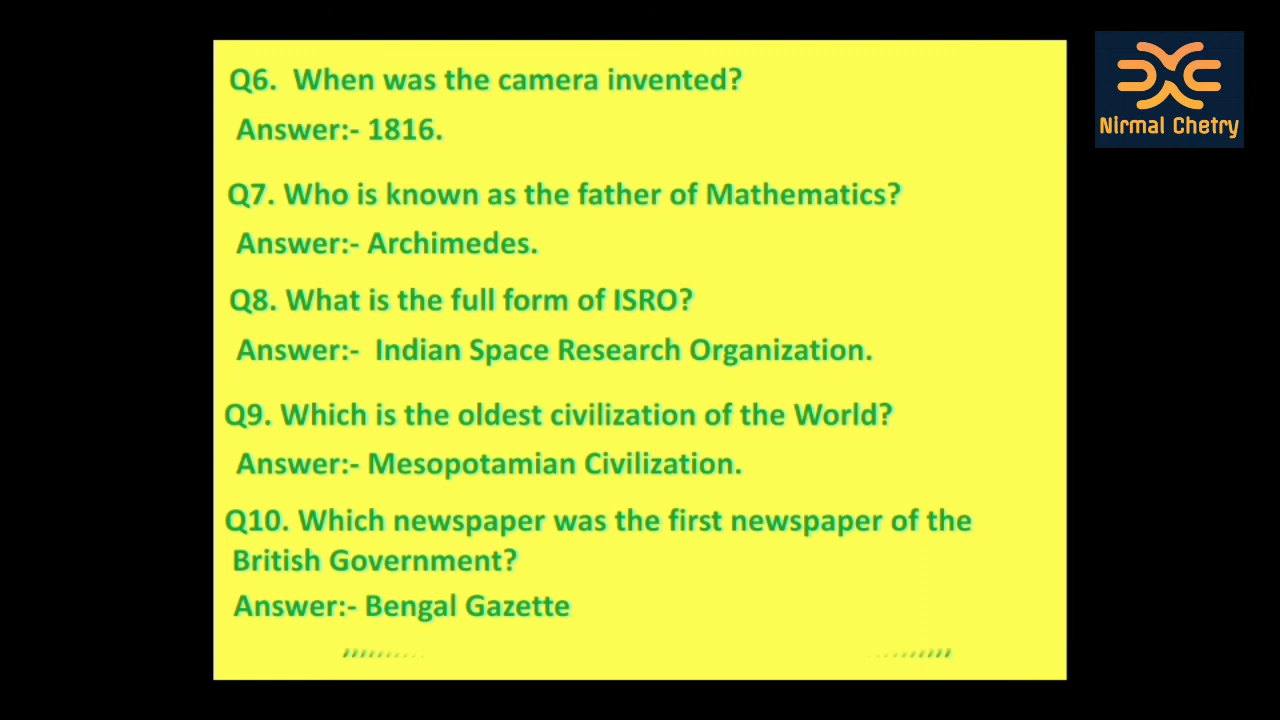 Q6.  When was the camera invented?
Answer:- 1816.
Q7. Who is known as the father of Mathematics?
Answer:- Archimedes.
Q8. What is the full form of ISRO?
Answer:-  Indian Space Research Organization.
Q9. Which is the oldest civilization of the World?
Answer:- Mesopotamian Civilization.
Q10. Which newspaper was the first newspaper of the
British Government?
Answer:- Bengal Gazette
Nirmal Chetry